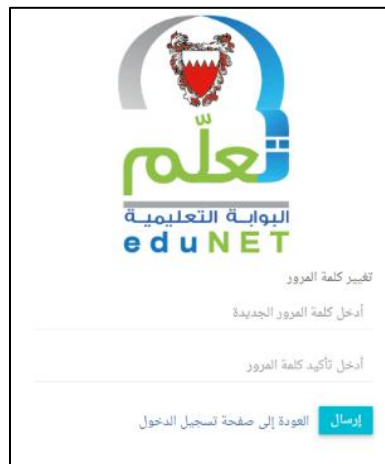 تعلّم
البوابة التعليمية
eduNET
تغيير كلمة المرور
أدخل كلمة المرور الجديدة
أدخل تأكيد كلمة المرور
إرسال العودة إلى صفحة تسجيل الدخول